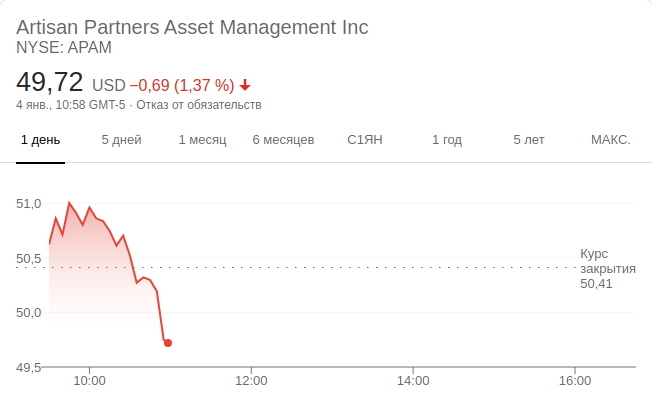 Artisan Partners Asset Management Inc
NYSE: APAM
49,72 USD −0,69 (1,37 %)
4 янв., 10:58 GMT-5 · Отказ от обязательств
1 день 5 дней 1 месяц 6 месяцев С1ЯН 1 год 5 лет МАКС.
51,0
50,5
Курс
закрытия
50,41
50,0
49,5
10:00 12:00 14:00 16:00